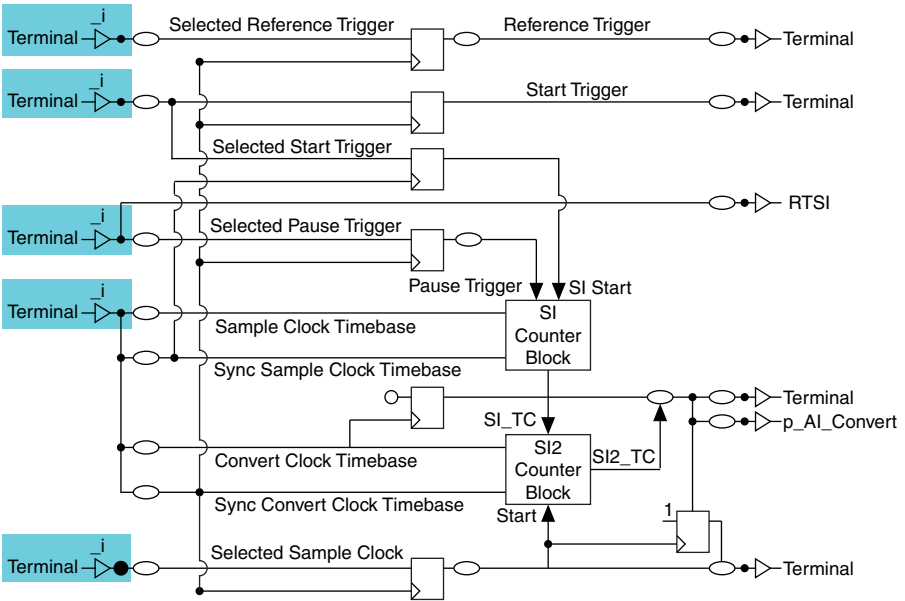 _i
Terminal
Selected Reference Trigger
Reference Trigger
Terminal
_i
Terminal
Start Trigger
Terminal
Selected Start Trigger
RTSI
_i
Terminal
Selected Pause Trigger
Pause Trigger
SI Start
_i
Terminal
Sample Clock Timebase
SI
Counter
Block
Sync Sample Clock Timebase
Terminal
SI_TC
p_AI_Convert
Convert Clock Timebase
SI2
Counter
Block
SI2_TC
Sync Convert Clock Timebase
Start
1
_i
Terminal
Selected Sample Clock
Terminal